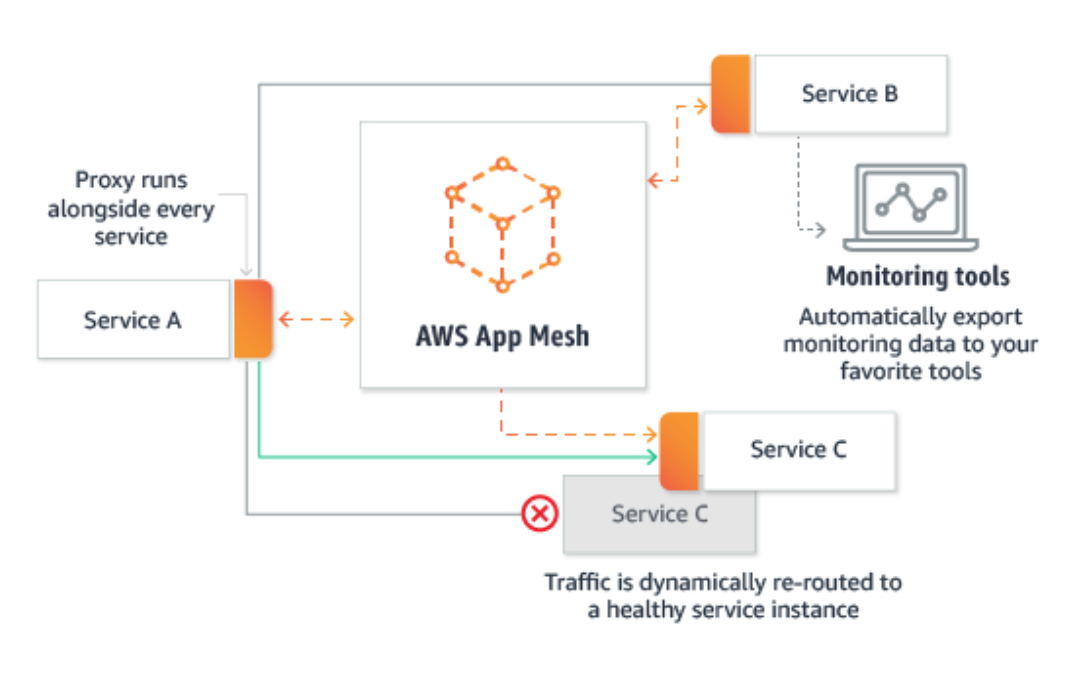 Service B
Proxy runs
alongside every
service
Service A
AWS App Mesh
Monitoring tools
Automatically export
monitoring data to your
favorite tools
Service C
Service C
Traffic is dynamically re-routed to
a healthy service instance